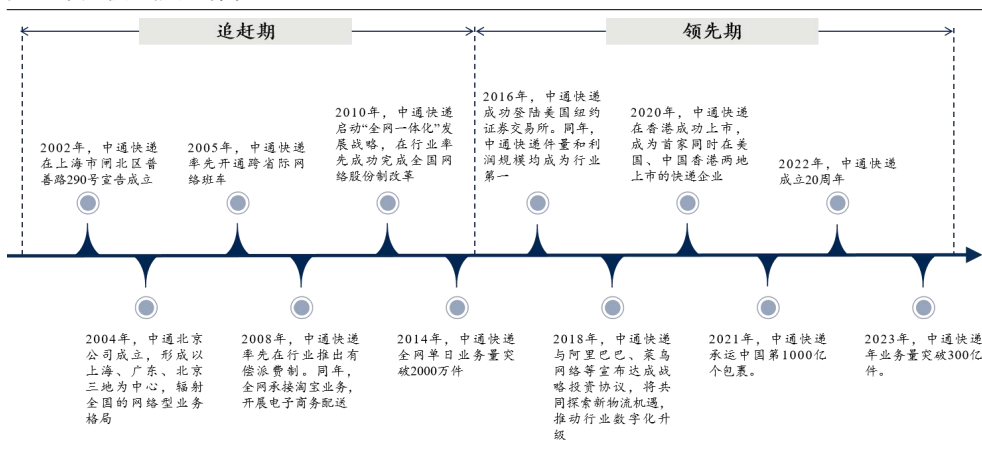 追赶期
领先期
2002年，中通快递
在上海市闸北区普
善路290号宣告成立
2005年，中通快递
率先开通跨省际网
络班车
2010年，中通快递
启动“全网一体化”发
展战略，在行业率
先成功完成全国网
络股份制改革
2016年，中通快递
成功登陆美国纽约
证券交易所。同年，
中通快递件量和利
润规模均成为行业
第一
2020年，中通快递
在香港成功上市，
成为首家同时在美
国、中国香港两地
上市的快递企业
2022年，中通快递
成立20周年
2004年，中通北京
公司成立，形成以
上海、广东、北京
三地为中心，辐射
全国的网络型业务
格局
2008年，中通快递
率先在行业推出有
偿派费制。同年，
全网承接淘宝业务，
开展电子商务配送
2014年，中通快递
全网单日业务量突
破2000万件
2018年，中通快递
与阿里巴巴、菜鸟
网络等宣布达成战
略投资协议，将共
同探索新物流机遇，
推动行业数字化升
级
2021年，中通快递
承运中国第1000亿
个包裹。
2023年，中通快递
年业务量突破300亿
件。